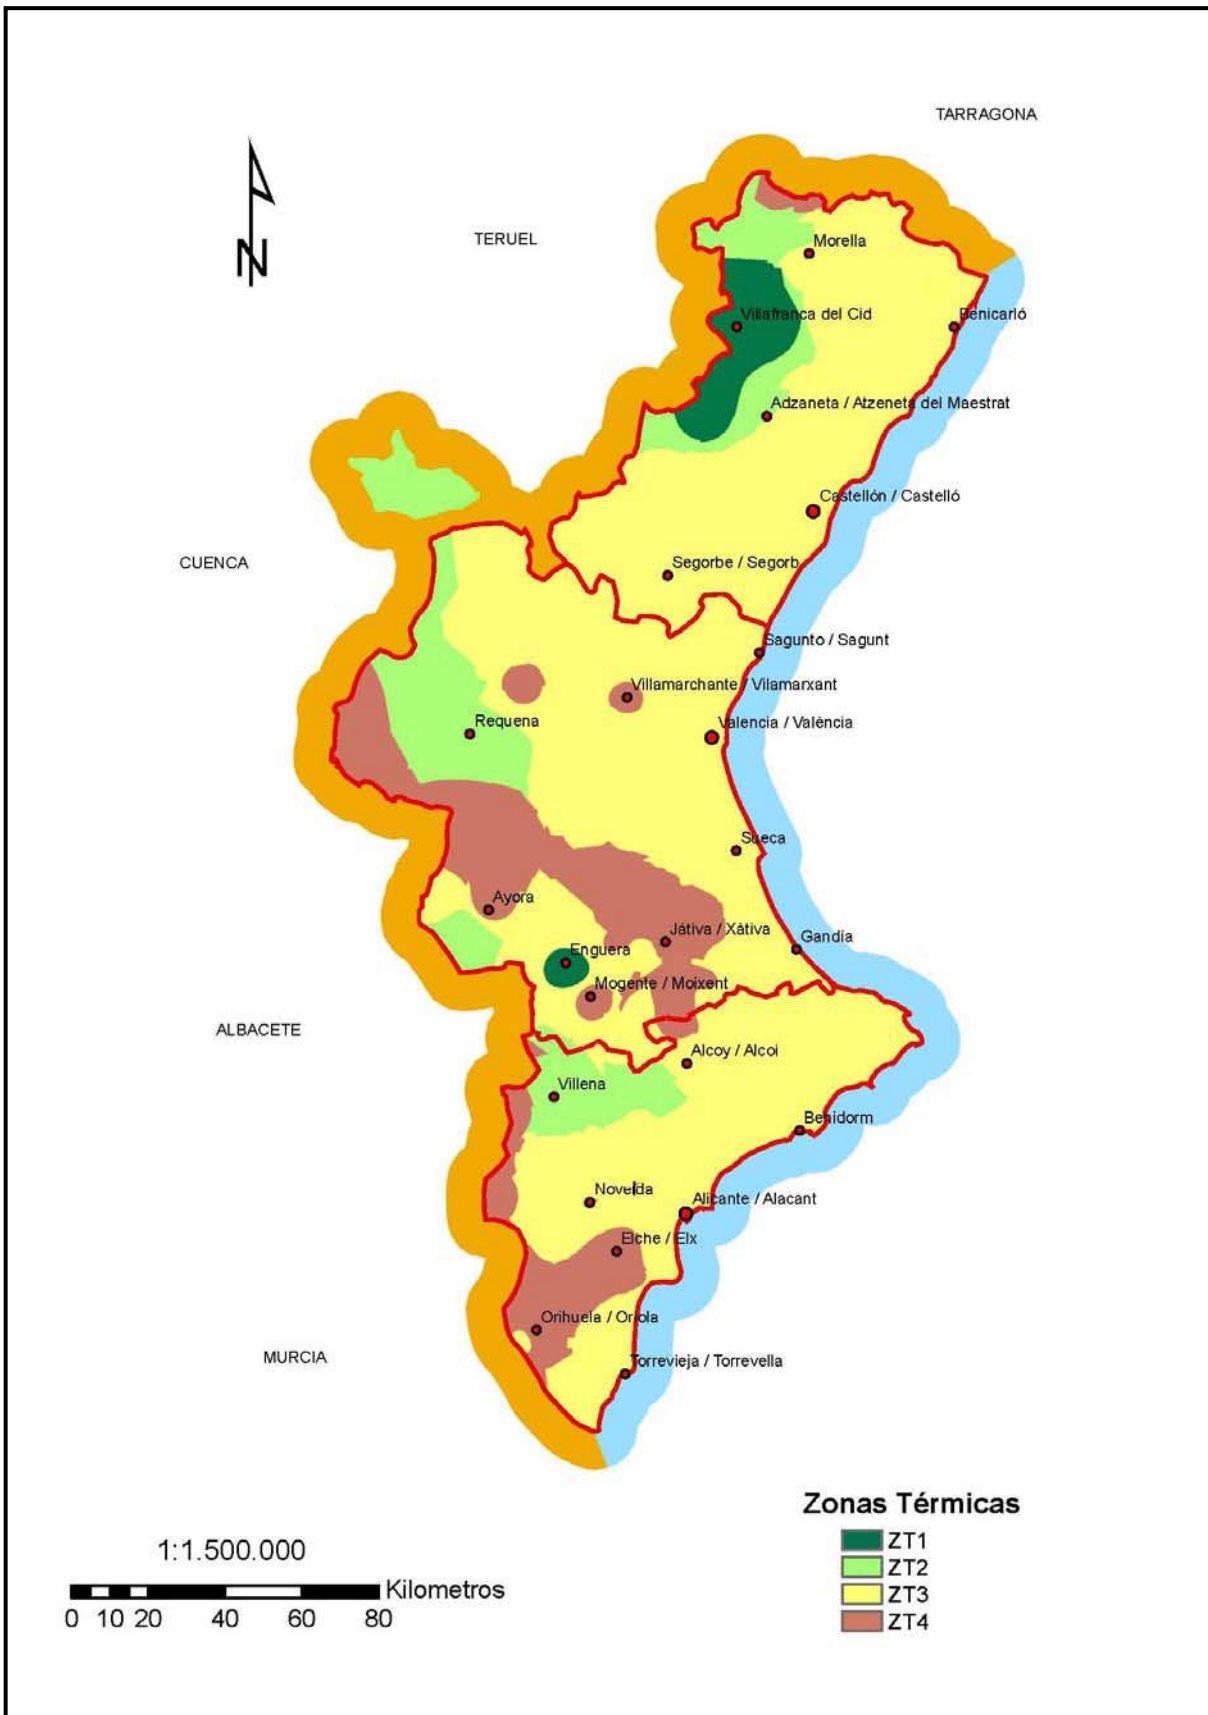 TARRAGONA
TERUEL
N
Morella
Villafranca del Cid
Benicarló
Adzaneta / Atzeneta del Maestrat
Castellón / Castelló
CUENCA
Segorbe / Segorb
Sagunto / Sagunt
Villamarchante / Vilamarxant
Requena
Valencia / València
Sueca
Ayora
Játiva / Xàtiva
Gandía
Enguera
Mogente / Moixent
ALBACETE
Alcoy / Alcoi
Villena
Benidorm
Novelda
Alicante / Alacant
Elche / Elx
Orihuela / Oriola
MURCIA
Torrevieja / Torrevella
Zonas Térmicas
ZT1
ZT2
ZT3
ZT4
1:1.500.000
Kilometros
0 10 20 40 60 80